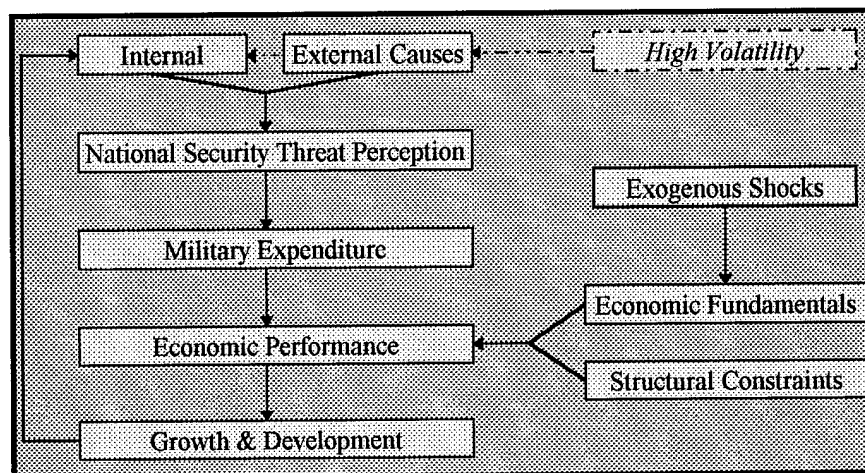 Internal
External Causes
High Volatility
National Security Threat Perception
Exogenous Shocks
Military Expenditure
Economic Fundamentals
Economic Performance
Structural Constraints
Growth & Development